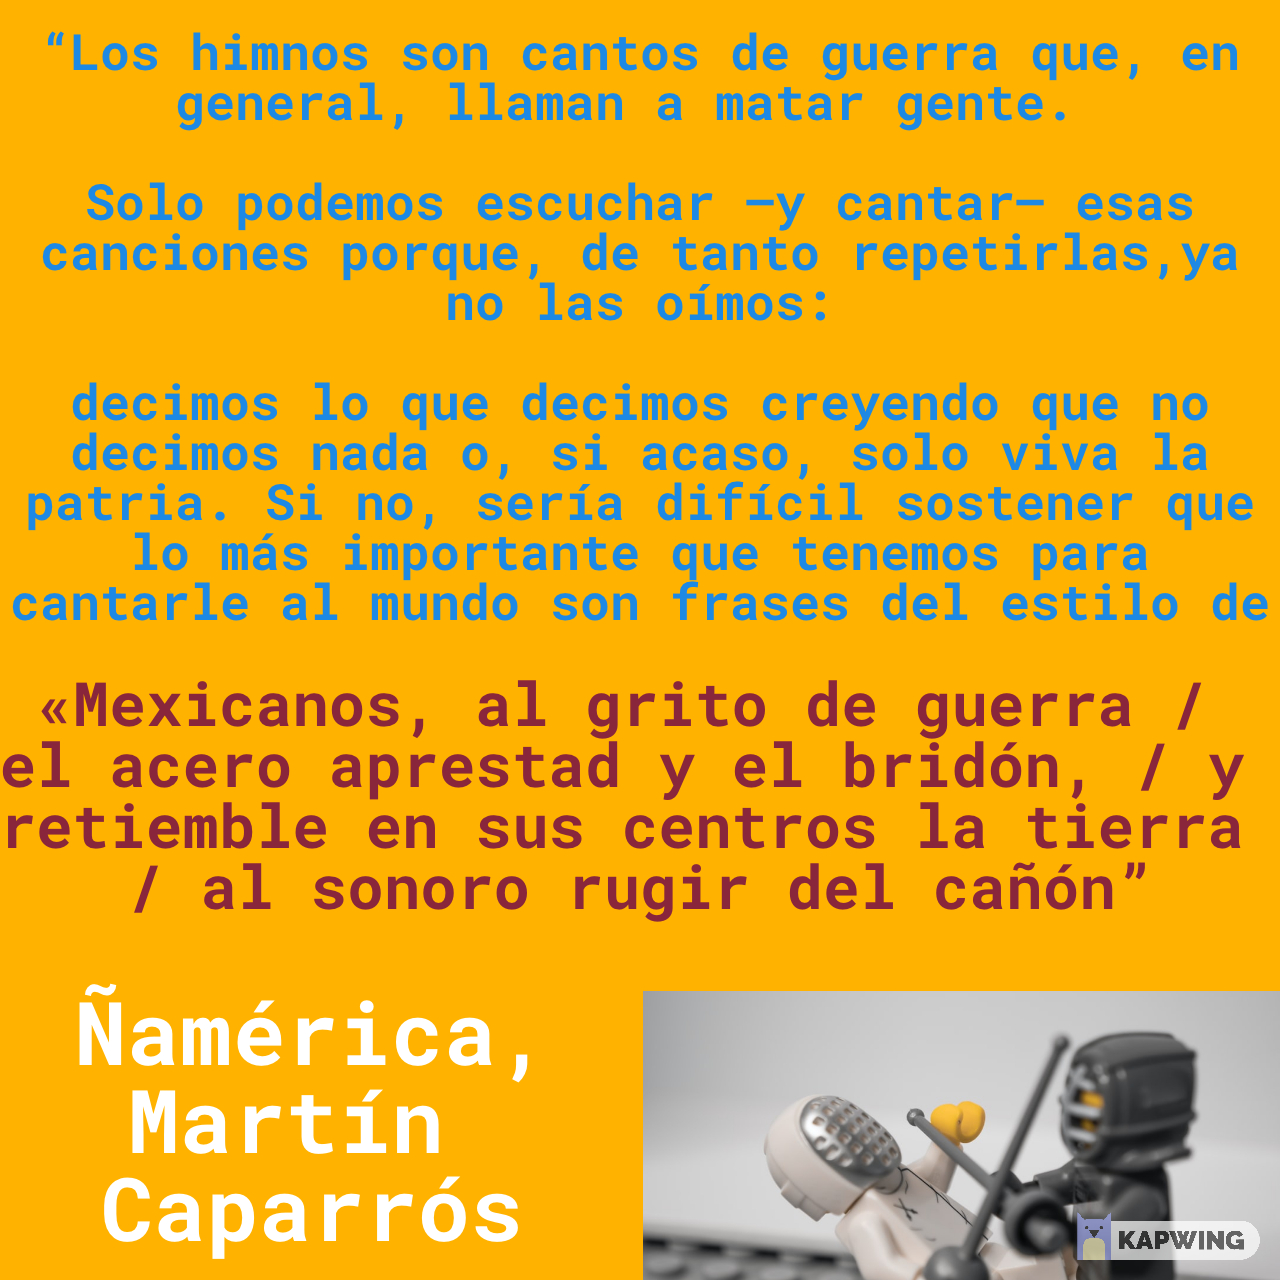 “Los himnos son cantos de guerra que, en
general, llaman a matar gente.
Solo podemos escuchar —y cantar— esas
canciones porque, de tanto repetirlas,ya
no las oímos:
decimos lo que decimos creyendo que no
decimos nada o, si acaso, solo viva la
patria. Si no, sería difícil sostener que
lo más importante que tenemos para
cantarle al mundo son frases del estilo de
«Mexicanos, al grito de guerra /
el acero aprestad y el bridón, / y
retiemble en sus centros la tierra
/ al sonoro rugir del cañón”
Ñamérica,
Martín
Caparrós
KAPWING